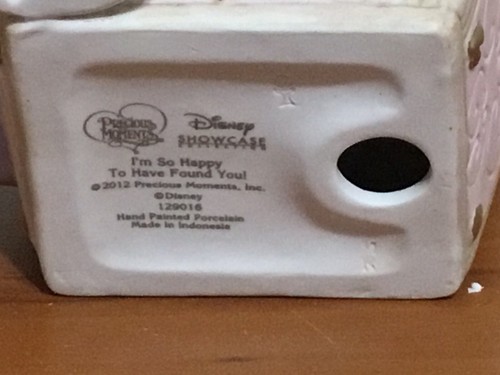 PRECIOUS MOMENTS
Disney
SHOWCASE
I'm So Happy
To Have Found You!
©2012 Precious Moments, Inc.
©Disney
129016
Hand Painted Porcelain
Made in Indonesia